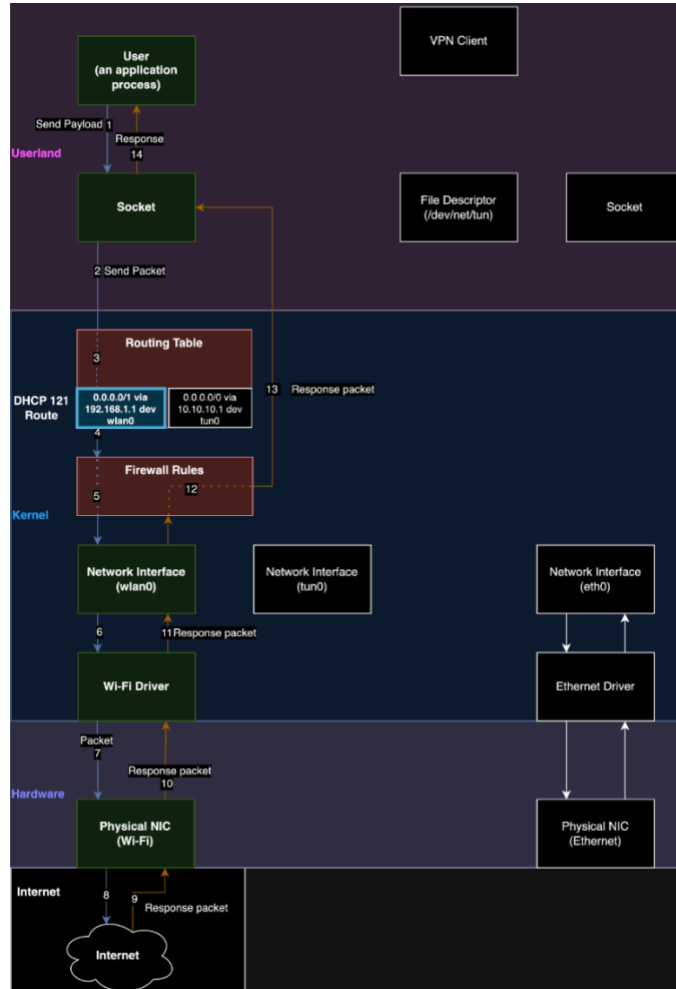 VPN Client
User
(an application
process)
Send Payload
1
Response
14
Userland
Socket
File Descriptor
(/dev/net/tun)
Socket
2
Send Packet
Routing Table
3
DHCP 121
Route
0.0.0.0/1 via
192.168.1.1 dev
wlan0
0.0.0.0/0 via
10.10.10.1 dev
tun0
13
Response packet
4
Firewall Rules
5
12
Kernel
Network Interface
(wlan0)
Network Interface
(tun0)
Network Interface
(eth0)
6
11
Response packet
Wi-Fi Driver
Ethernet Driver
Packet
7
Response packet
10
Hardware
Physical NIC
(Wi-Fi)
Physical NIC
(Ethernet)
Internet
8
9
Response packet
Internet